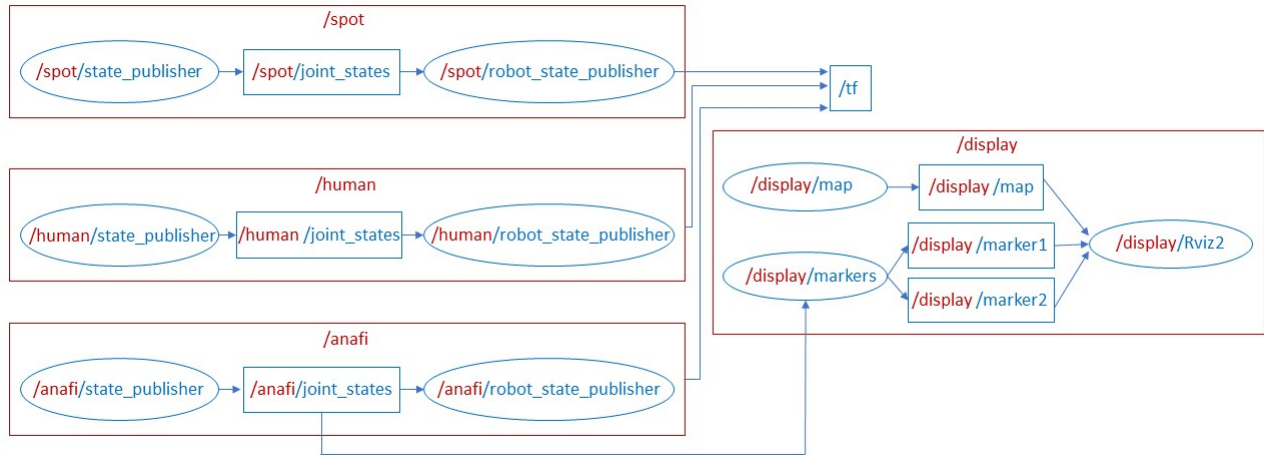 /spot
/spot/state_publisher
/spot/joint_states
/spot/robot_state_publisher
/tf
/human
/human/state_publisher
/human /joint_states
/human/robot_state_publisher
/anafi
/anafi/state_publisher
/anafi/joint_states
/anafi/robot_state_publisher
/display
/display/map
/display /map
/display/markers
/display /marker1
/display /marker2
/display/Rviz2